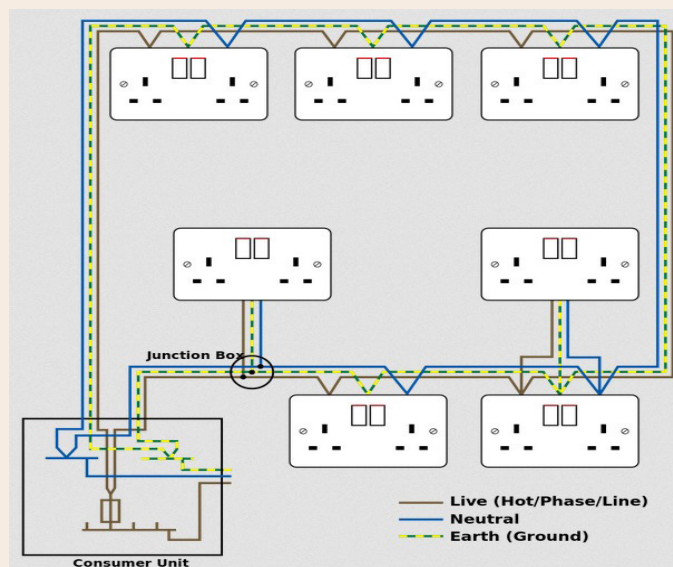 Junction Box
Live (Hot/Phase/Line)
Neutral
Earth (Ground)
Consumer Unit